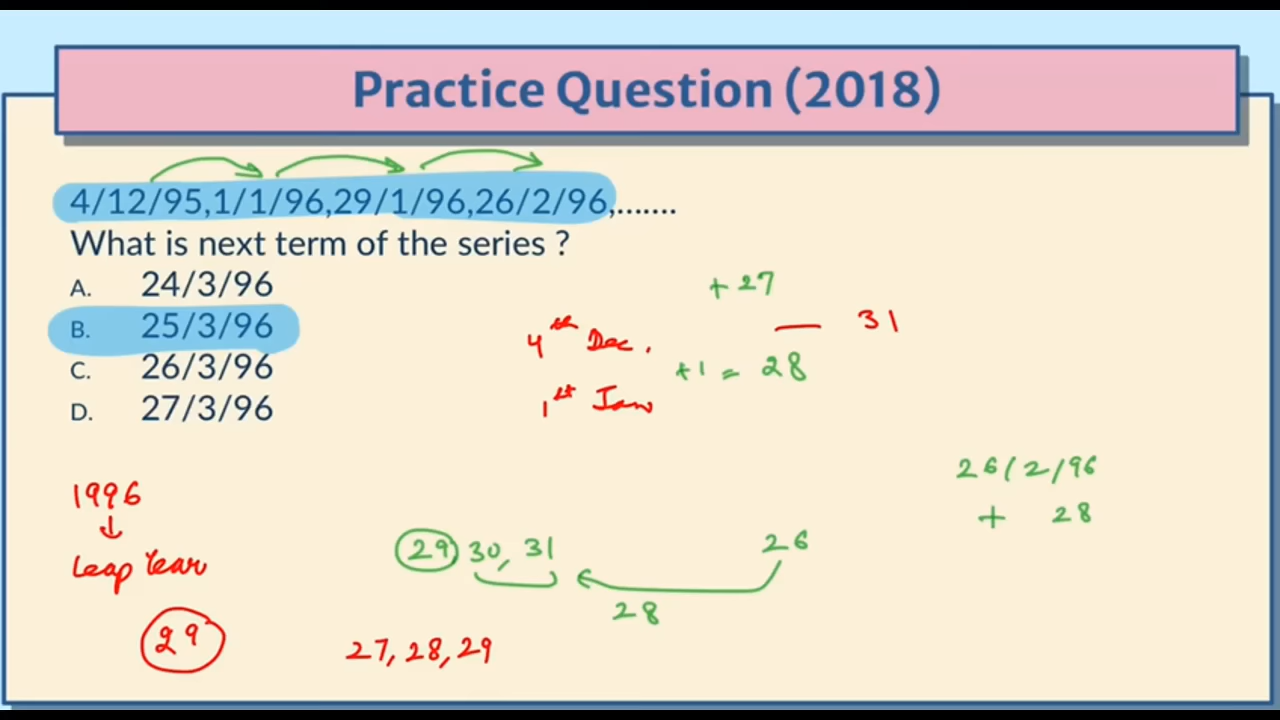 Practice Question (2018)
4/12/95,1/1/96,29/1/96,26/2/96,.......
What is next term of the series ?
A. 24/3/96
B. 25/3/96
C. 26/3/96
D. 27/3/96
+ 27
4th Dec. — 31
+1 = 28
1st Jan
1996
Leap Year
29
26/2/96
+ 28
29, 30, 31 26
28
27, 28, 29